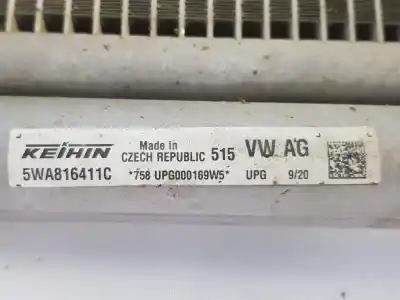 KEIHIN Made in CZECH REPUBLIC 515 VW AG
5WA816411C *758 UPG000169W5* UPG 9/20